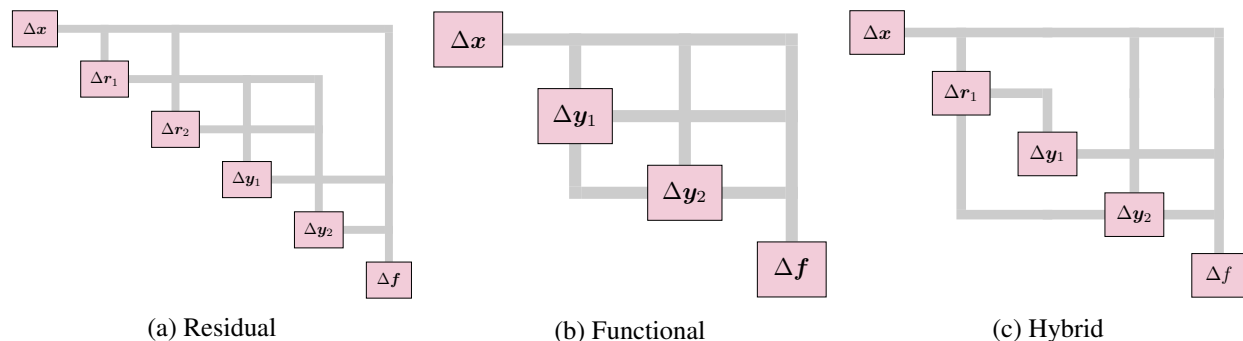 Δx
Δr₁
Δr₂
Δy₁
Δy₂
Δf
(a) Residual
Δx
Δy₁
Δy₂
Δf
(b) Functional
Δx
Δr₁
Δy₁
Δy₂
Δf
(c) Hybrid